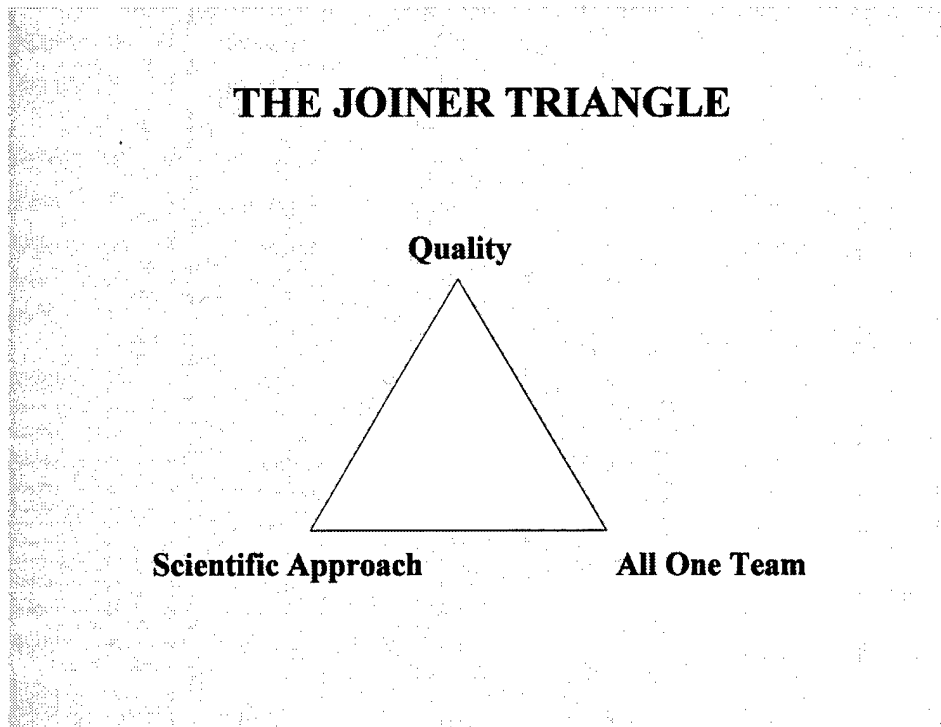 THE JOINER TRIANGLE
Quality
Scientific Approach
All One Team